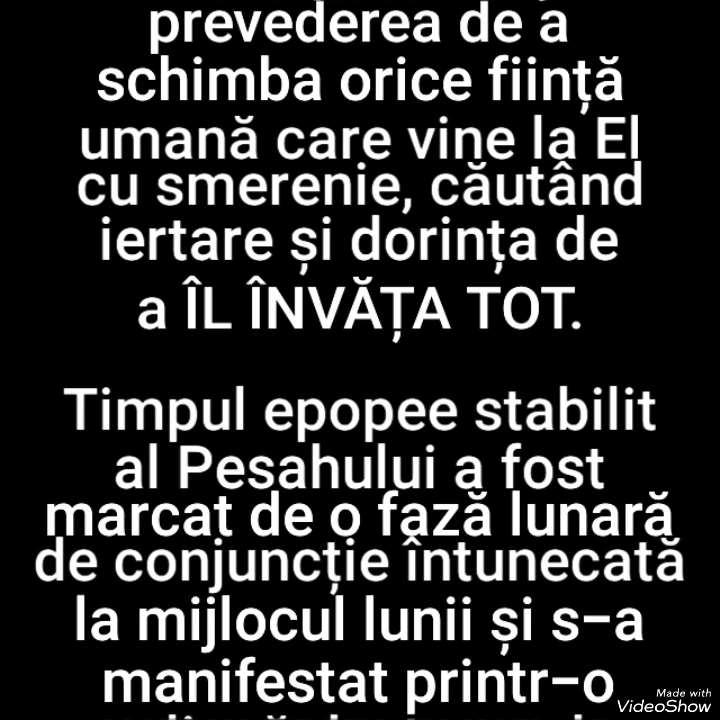 prevederea de a
schimba orice ființă
umană care vine la El
cu smerenie, căutând
iertare și dorința de
a ÎL ÎNVĂȚA TOT.
Timpul epopee stabilit
al Pesahului a fost
marcat de o fază lunară
de conjuncție întunecată
la mijlocul lunii și s-a
manifestat printr-o
Made with
VideoShow